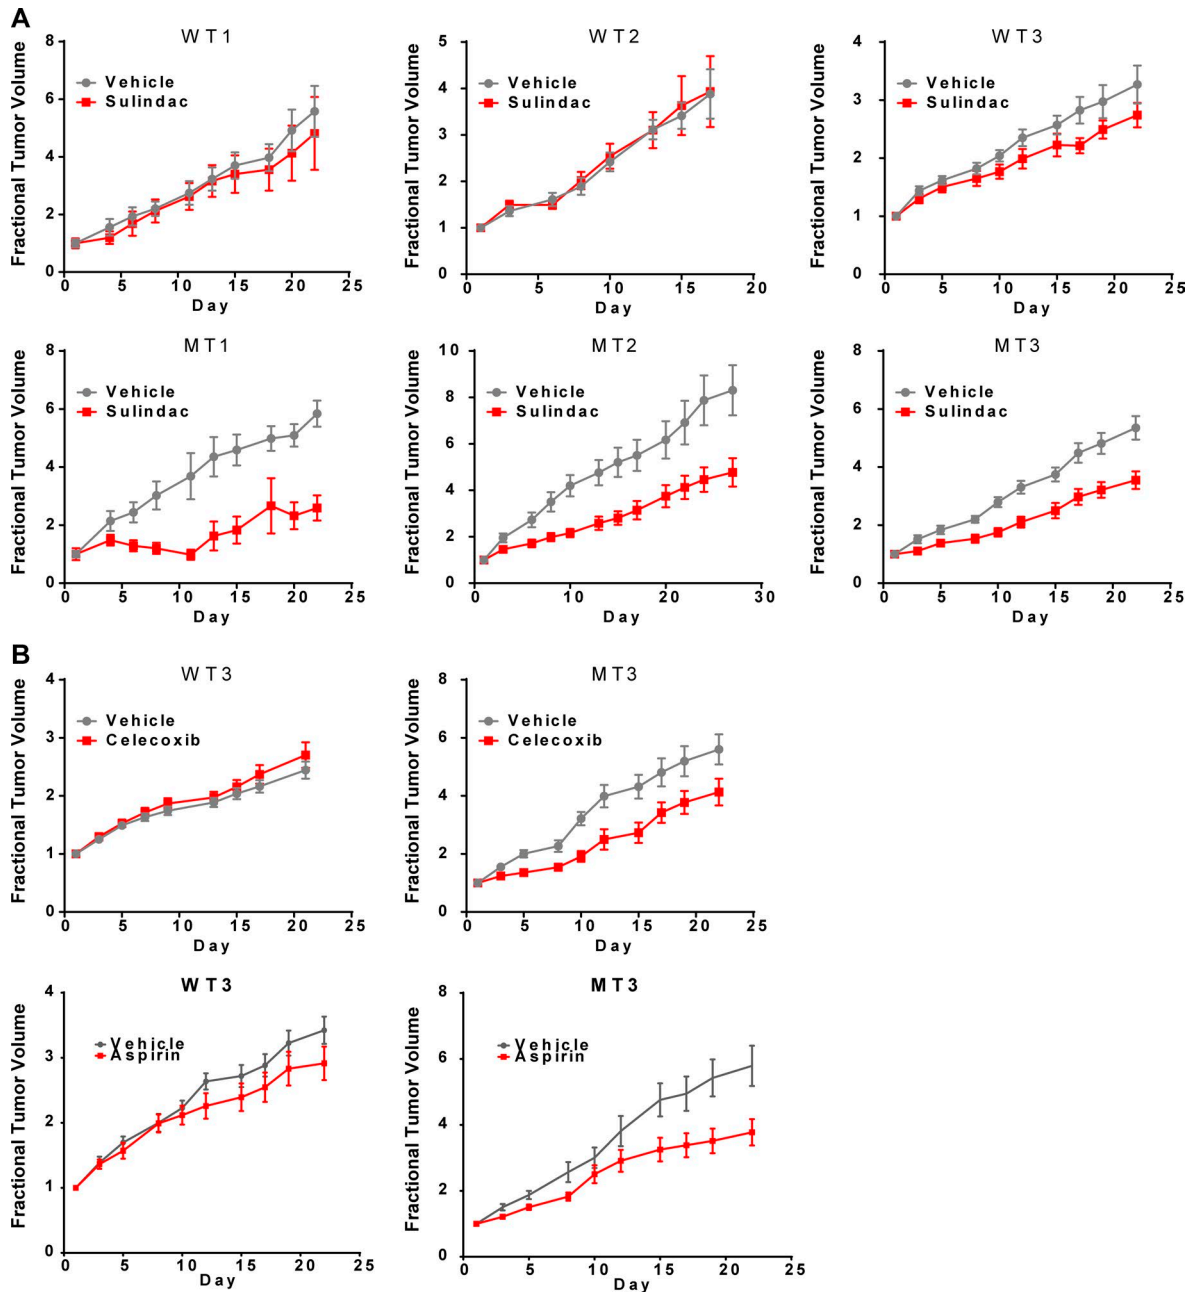 A
WT1
Fractional Tumor Volume
8
6
4
2
0
Vehicle
Sulindac
0 5 10 15 20 25
Day
WT2
Fractional Tumor Volume
5
4
3
2
1
0
Vehicle
Sulindac
0 5 10 15 20
Day
WT3
Fractional Tumor Volume
4
3
2
1
0
Vehicle
Sulindac
0 5 10 15 20 25
Day
MT1
Fractional Tumor Volume
8
6
4
2
0
Vehicle
Sulindac
0 5 10 15 20 25
Day
MT2
Fractional Tumor Volume
10
8
6
4
2
0
Vehicle
Sulindac
0 10 20 30
Day
MT3
Fractional Tumor Volume
8
6
4
2
0
Vehicle
Sulindac
0 5 10 15 20 25
Day
B
WT3
Fractional Tumor Volume
4
3
2
1
0
Vehicle
Celecoxib
0 5 10 15 20 25
Day
MT3
Fractional Tumor Volume
8
6
4
2
0
Vehicle
Celecoxib
0 5 10 15 20 25
Day
WT3
Fractional Tumor Volume
4
3
2
1
0
Vehicle
Aspirin
0 5 10 15 20 25
Day
MT3
Fractional Tumor Volume
8
6
4
2
0
Vehicle
Aspirin
0 5 10 15 20 25
Day